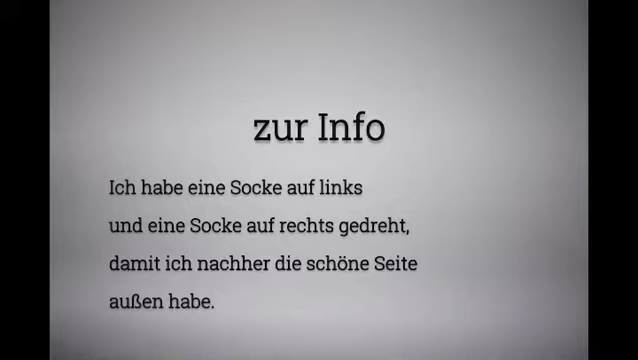 zur Info
Ich habe eine Socke auf links
und eine Socke auf rechts gedreht,
damit ich nachher die schöne Seite
außen habe.